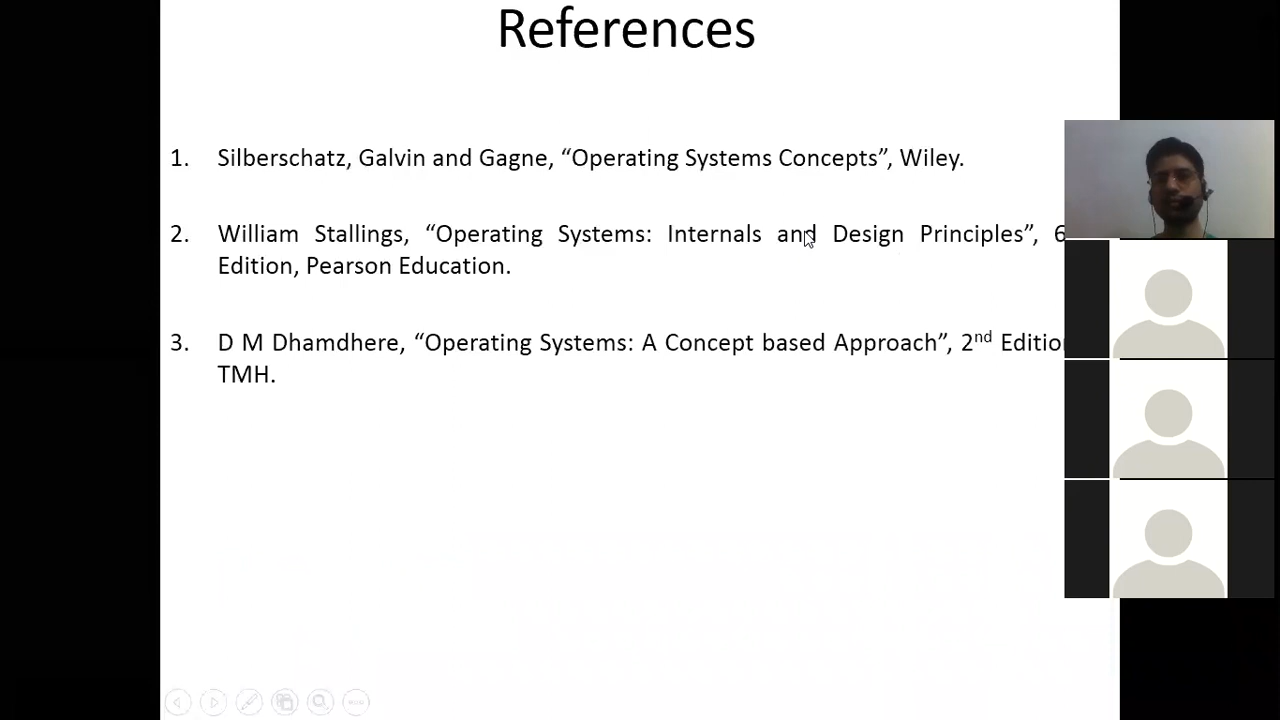 References
1. Silberschatz, Galvin and Gagne, “Operating Systems Concepts”, Wiley.
2. William Stallings, “Operating Systems: Internals and Design Principles”, 6
Edition, Pearson Education.
3. D M Dhamdhere, “Operating Systems: A Concept based Approach”, 2nd Edition
TMH.